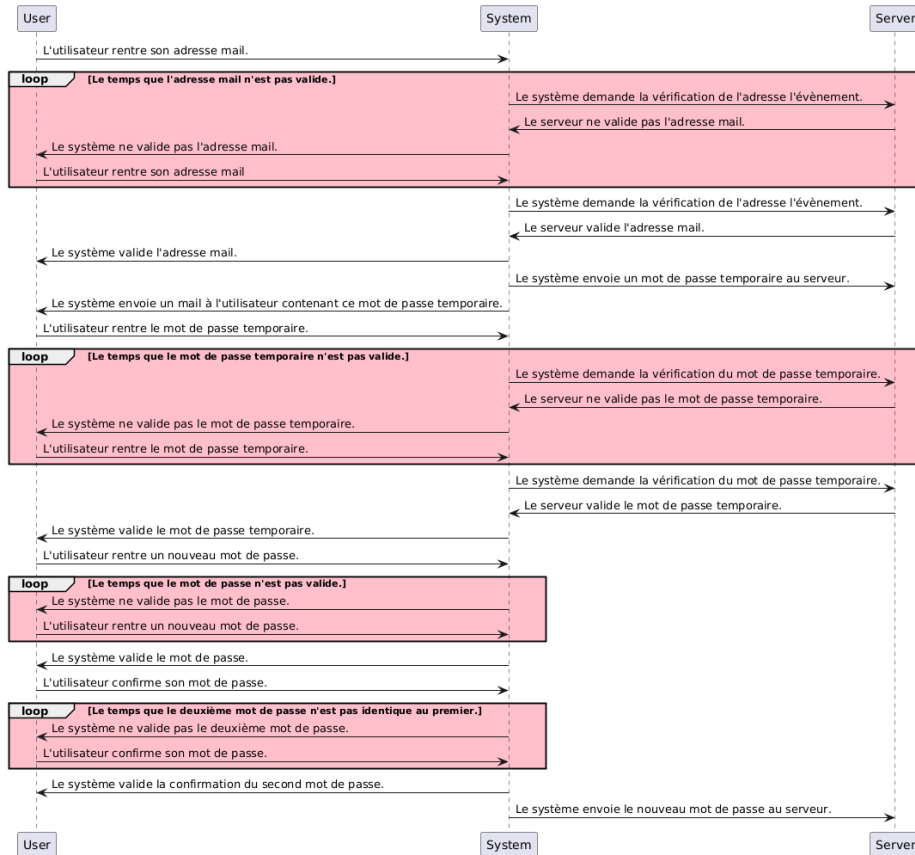 User System Server
L'utilisateur rentre son adresse mail.
loop [Le temps que l'adresse mail n'est pas valide.]
Le système demande la vérification de l'adresse l'évènement.
Le serveur ne valide pas l'adresse mail.
Le système ne valide pas l'adresse mail.
L'utilisateur rentre son adresse mail
Le système demande la vérification de l'adresse l'évènement.
Le serveur valide l'adresse mail.
Le système valide l'adresse mail.
Le système envoie un mot de passe temporaire au serveur.
Le système envoie un mail à l'utilisateur contenant ce mot de passe temporaire.
L'utilisateur rentre le mot de passe temporaire.
loop [Le temps que le mot de passe temporaire n'est pas valide.]
Le système demande la vérification du mot de passe temporaire.
Le serveur ne valide pas le mot de passe temporaire.
Le système ne valide pas le mot de passe temporaire.
L'utilisateur rentre le mot de passe temporaire.
Le système demande la vérification du mot de passe temporaire.
Le serveur valide le mot de passe temporaire.
Le système valide le mot de passe temporaire.
L'utilisateur rentre un nouveau mot de passe.
loop [Le temps que le mot de passe n'est pas valide.]
Le système ne valide pas le mot de passe.
L'utilisateur rentre un nouveau mot de passe.
Le système valide le mot de passe.
L'utilisateur confirme son mot de passe.
loop [Le temps que le deuxième mot de passe n'est pas identique au premier.]
Le système ne valide pas le deuxième mot de passe.
L'utilisateur confirme son mot de passe.
Le système valide la confirmation du second mot de passe.
Le système envoie le nouveau mot de passe au serveur.
User System Server